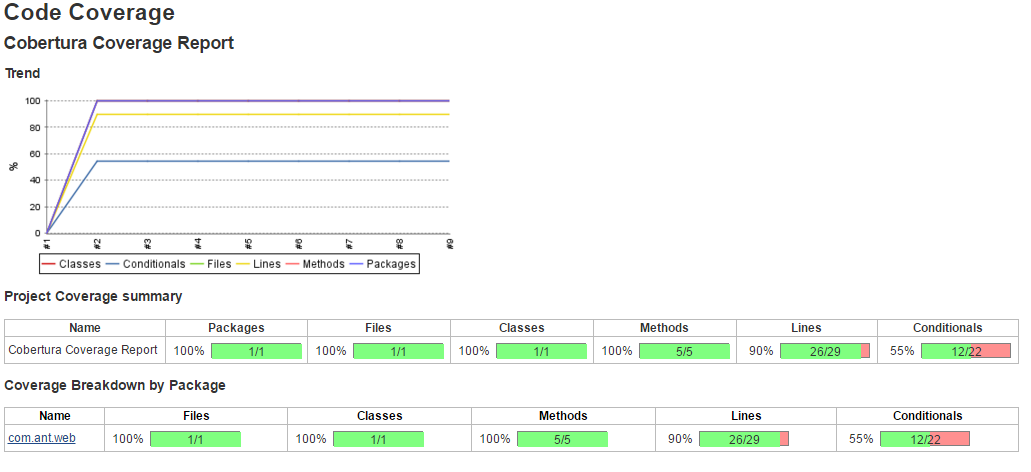 Code Coverage
Cobertura Coverage Report
Trend
100
80
60
40
20
0
%
#1 #2 #3 #4 #5 #6 #7 #8 #9
Classes Conditionals Files Lines Methods Packages
Project Coverage summary
Name Packages Files Classes Methods Lines Conditionals
Cobertura Coverage Report 100% 1/1 100% 1/1 100% 1/1 100% 5/5 90% 26/29 55% 12/22
Coverage Breakdown by Package
Name Files Classes Methods Lines Conditionals
com.ant.web 100% 1/1 100% 1/1 100% 5/5 90% 26/29 55% 12/22